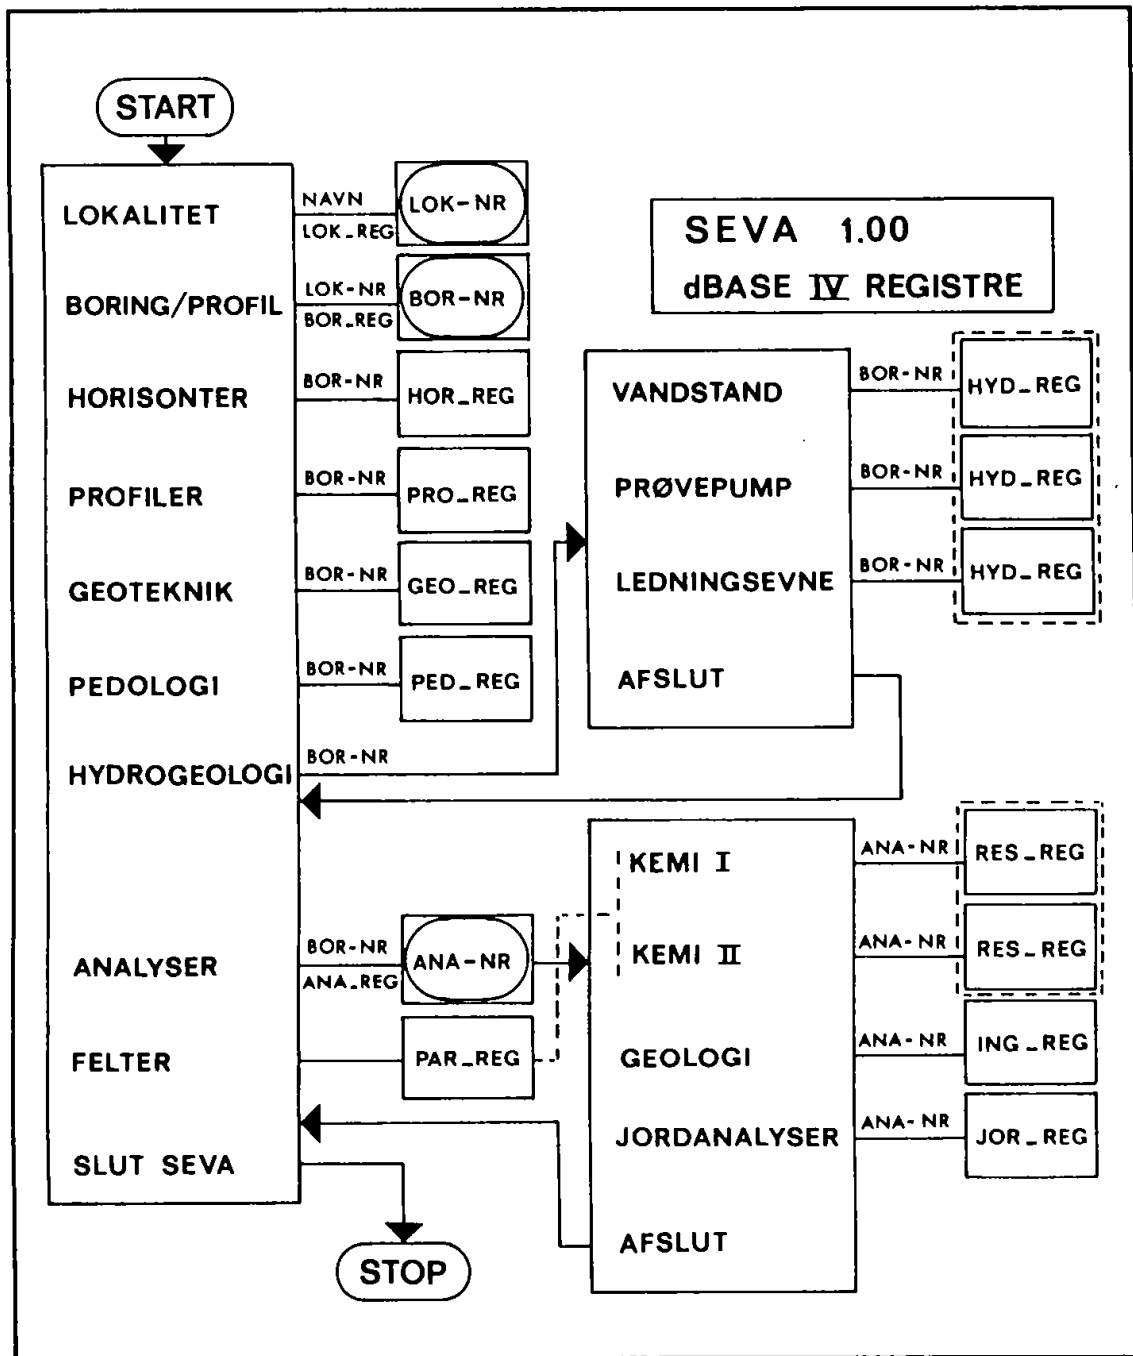 START
LOKALITET
NAVN
LOK_REG
LOK-NR
BORING/PROFIL
LOK-NR
BOR_REG
BOR-NR
HORISONTER
BOR-NR
HOR_REG
PROFILER
BOR-NR
PRO_REG
GEOTEKNIK
BOR-NR
GEO_REG
PEDOLOGI
BOR-NR
PED_REG
HYDROGEOLOGI
BOR-NR
ANALYSER
BOR-NR
ANA_REG
ANA-NR
FELTER
PAR_REG
SLUT SEVA
STOP
SEVA 1.00
dBASE IV REGISTRE
VANDSTAND
BOR-NR
HYD_REG
PRØVEPUMP
BOR-NR
HYD_REG
LEDNINGSEVNE
BOR-NR
HYD_REG
AFSLUT
KEMI I
ANA-NR
RES_REG
KEMI II
ANA-NR
RES_REG
GEOLOGI
ANA-NR
ING_REG
JORDANALYSER
ANA-NR
JOR_REG
AFSLUT